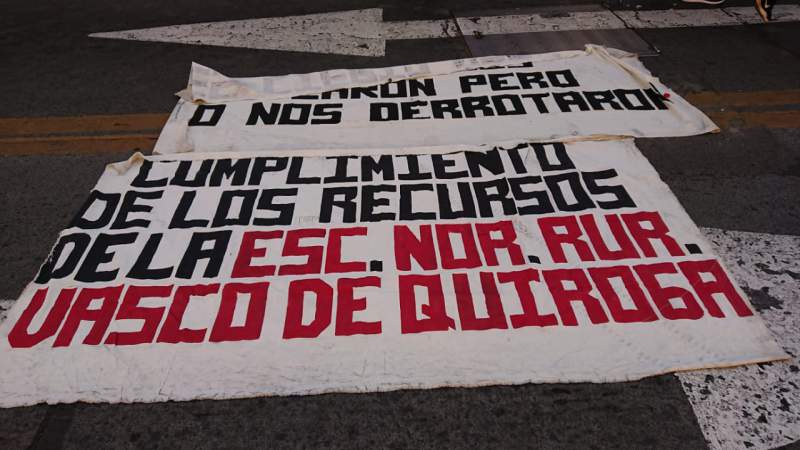 PERO
NOS DERROTARON
CUMPLIMIENTO
DE LOS RECURSOS
DE LA ESC. NOR. RUR.
VASCO DE QUIROGA